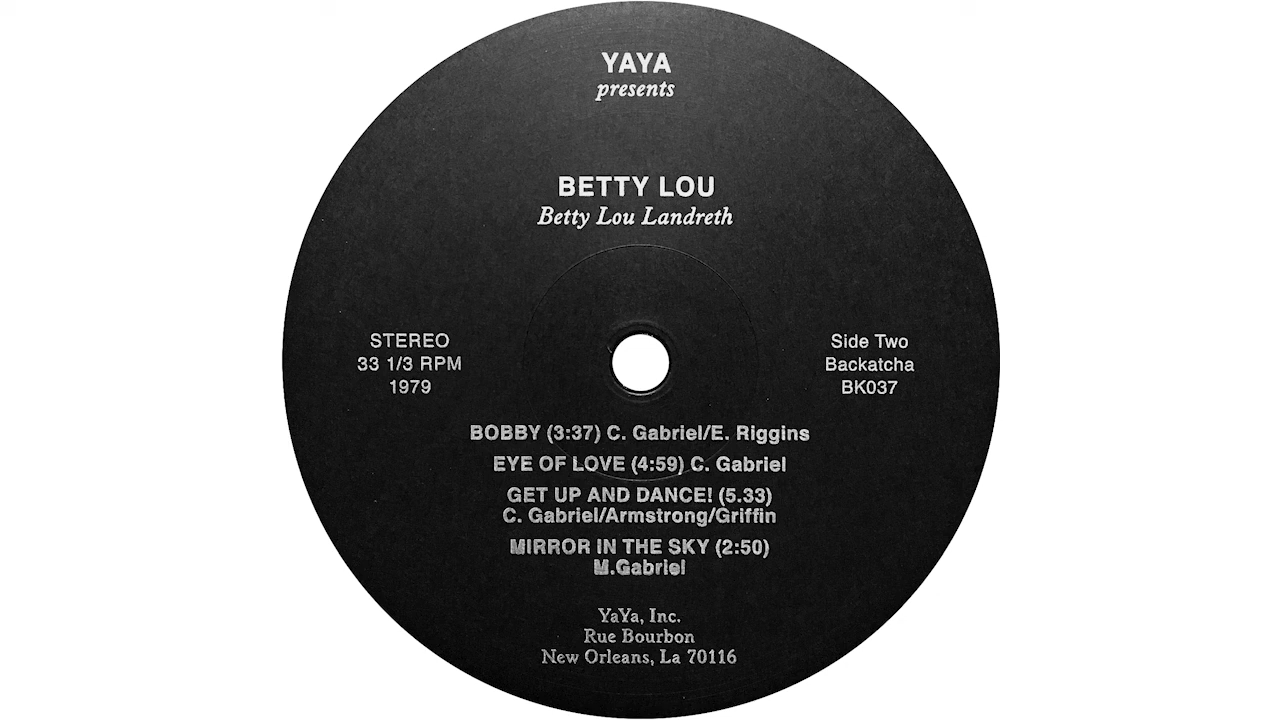 YAYA
presents
BETTY LOU
Betty Lou Landreth
STEREO
33 1/3 RPM
1979
Side Two
Backatcha
BK037
BOBBY (3:37) C. Gabriel/E. Riggins
EYE OF LOVE (4:59) C. Gabriel
GET UP AND DANCE! (5.33)
C. Gabriel/Armstrong/Griffin
MIRROR IN THE SKY (2:50)
M.Gabriel
YaYa, Inc.
Rue Bourbon
New Orleans, La 70116